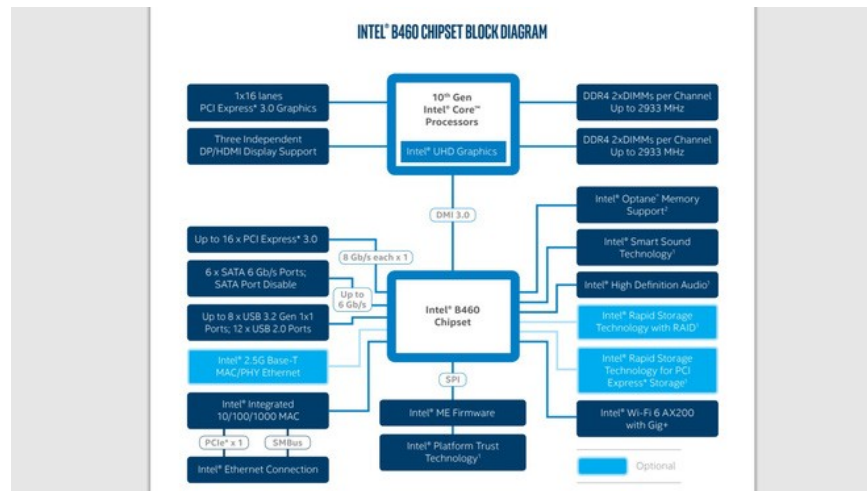 INTEL® B460 CHIPSET BLOCK DIAGRAM
1x16 lanes
PCI Express* 3.0 Graphics
Three Independent
DP/HDMI Display Support
10th Gen
Intel® Core™
Processors
Intel® UHD Graphics
DDR4 2xDIMMs per Channel
Up to 2933 MHz
DDR4 2xDIMMs per Channel
Up to 2933 MHz
DMI 3.0
Up to 16 x PCI Express* 3.0
8 Gb/s each x 1
6 x SATA 6 Gb/s Ports;
SATA Port Disable
Up to
6 Gb/s
Up to 8 x USB 3.2 Gen 1x1
Ports; 12 x USB 2.0 Ports
Intel® 2.5G Base-T
MAC/PHY Ethernet
Intel® Integrated
10/100/1000 MAC
PCIe* x 1
SMBus
Intel® Ethernet Connection
Intel® B460
Chipset
SPI
Intel® ME Firmware
Intel® Platform Trust
Technology¹
Intel® Optane™ Memory
Support²
Intel® Smart Sound
Technology¹
Intel® High Definition Audio¹
Intel® Rapid Storage
Technology with RAID¹
Intel® Rapid Storage
Technology for PCI
Express* Storage¹
Intel® Wi-Fi 6 AX200
with Gig+
Optional